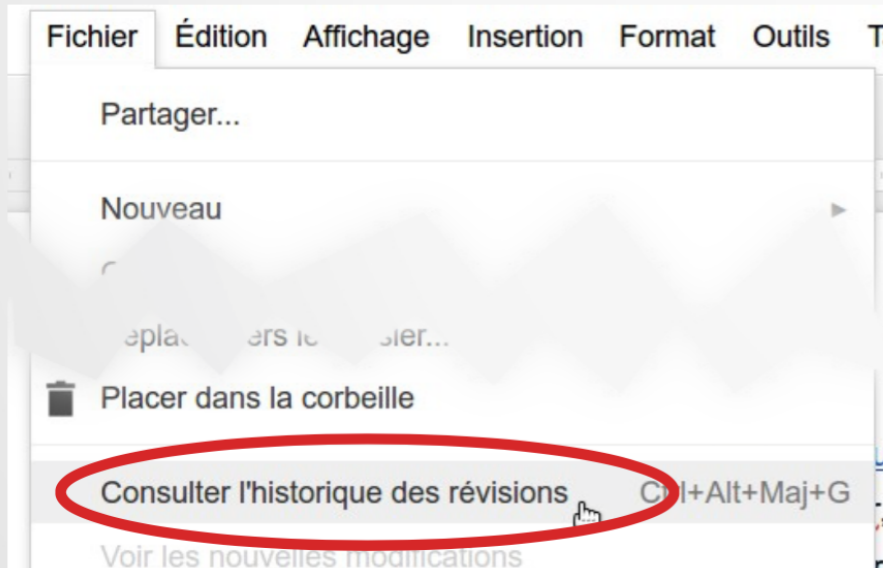 Fichier Édition Affichage Insertion Format Outils
Partager...
Nouveau
Placer dans la corbeille
Consulter l'historique des révisions Ctrl+Alt+Maj+G
Voir les nouvelles modifications